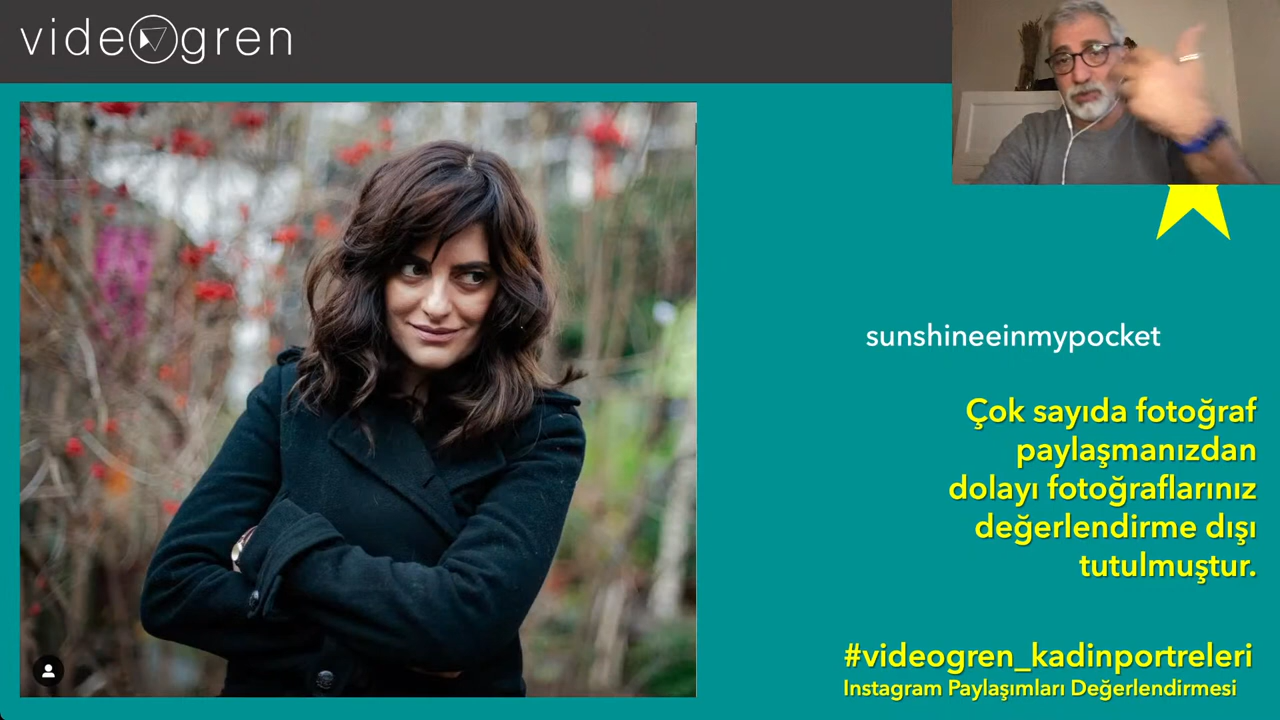 videogren
sunshineeinmypocket
Çok sayıda fotoğraf
paylaşmanızdan
dolayı fotoğraflarınız
değerlendirme dışı
tutulmuştur.
#videogren_kadinportreleri
Instagram Paylaşımları Değerlendirmesi